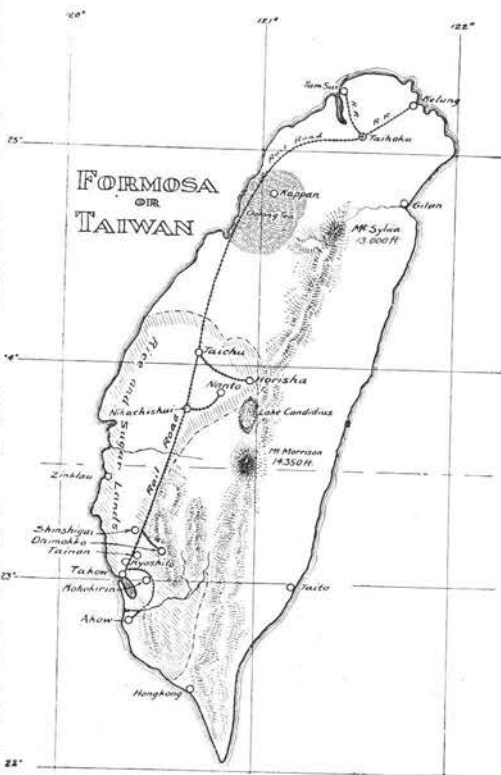 120°
121°
122°
Tam Sui
Kelung
R.R.
R.R.
Taihoku
Rail Road
25°
FORMOSA
OR
TAIWAN
Kappan
Oolong Tea
Gilan
Mt Sylvia
13.000 ft
24°
Taichu
Nanto
Horisha
Nikachishui
Lake Candidius
Rice and Sugar Lands
Rail Road
Mt Morrison
14.350 ft.
Shinshigai
Tainan
Kyoshito
Takow
23°
Taito
Akow
Hongkong
22°